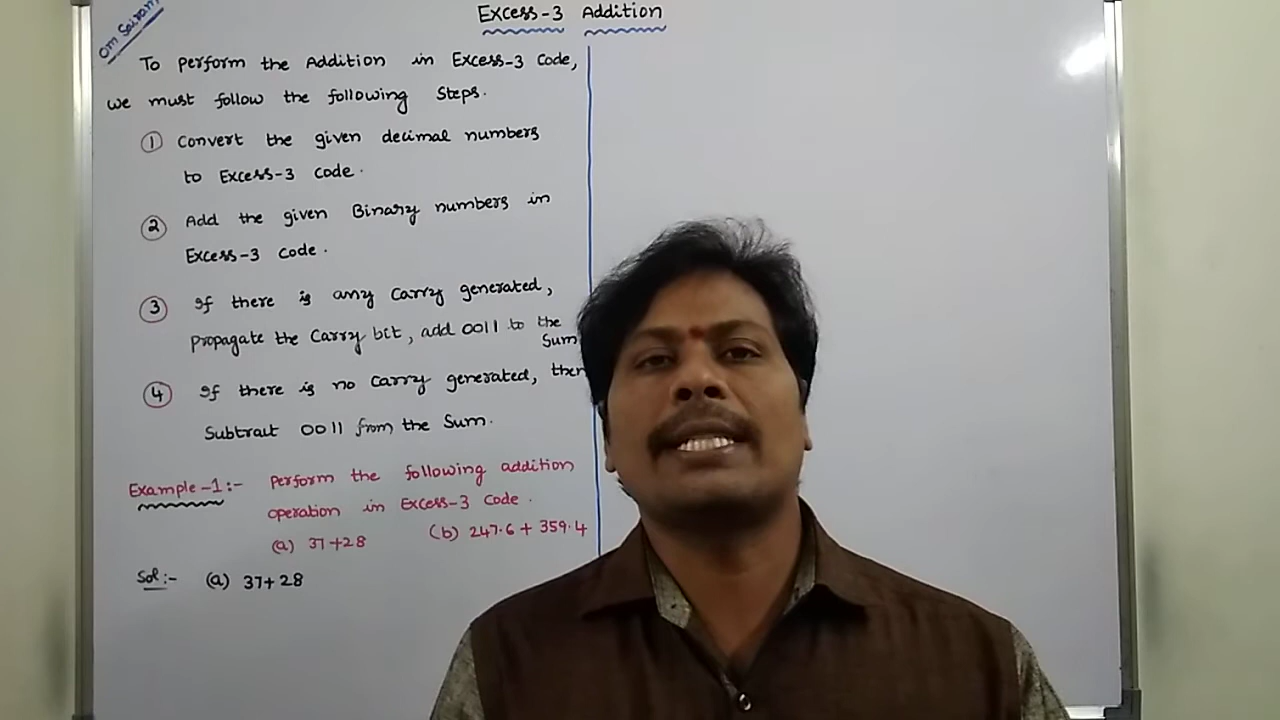 Om Sairam
Excess-3 Addition
To perform the Addition in Excess-3 Code,
we must follow the following Steps.
1 Convert the given decimal numbers
to Excess-3 code.
2 Add the given Binary numbers in
Excess-3 code.
3 If there is any Carry generated,
propagate the Carry bit, add 0011 to the
Sum
4 If there is no Carry generated, then
Subtract 0011 from the Sum.
Example-1:- Perform the following addition
operation in Excess-3 Code.
(a) 37+28 (b) 247.6 + 359.4
Sol:- (a) 37+28